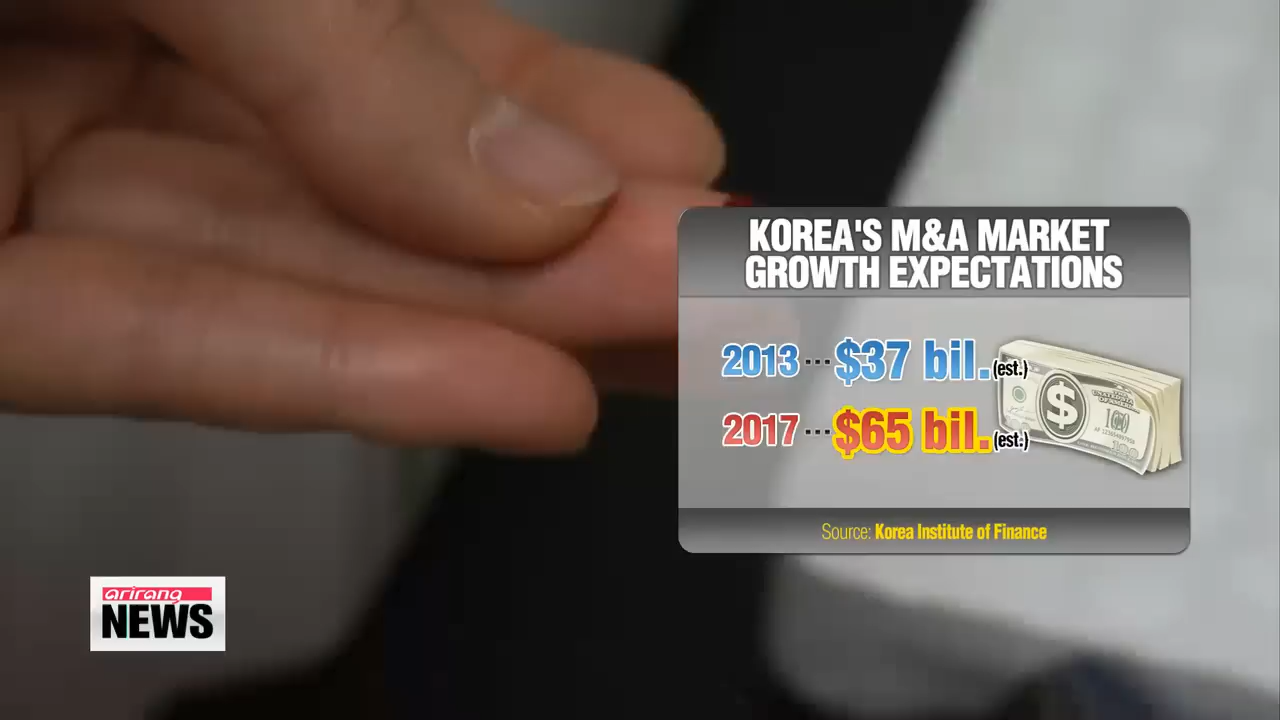 KOREA'S M&A MARKET
GROWTH EXPECTATIONS
2013 ··· $37 bil. (est.)
2017 ··· $65 bil. (est.)
Source: Korea Institute of Finance
arirang
NEWS